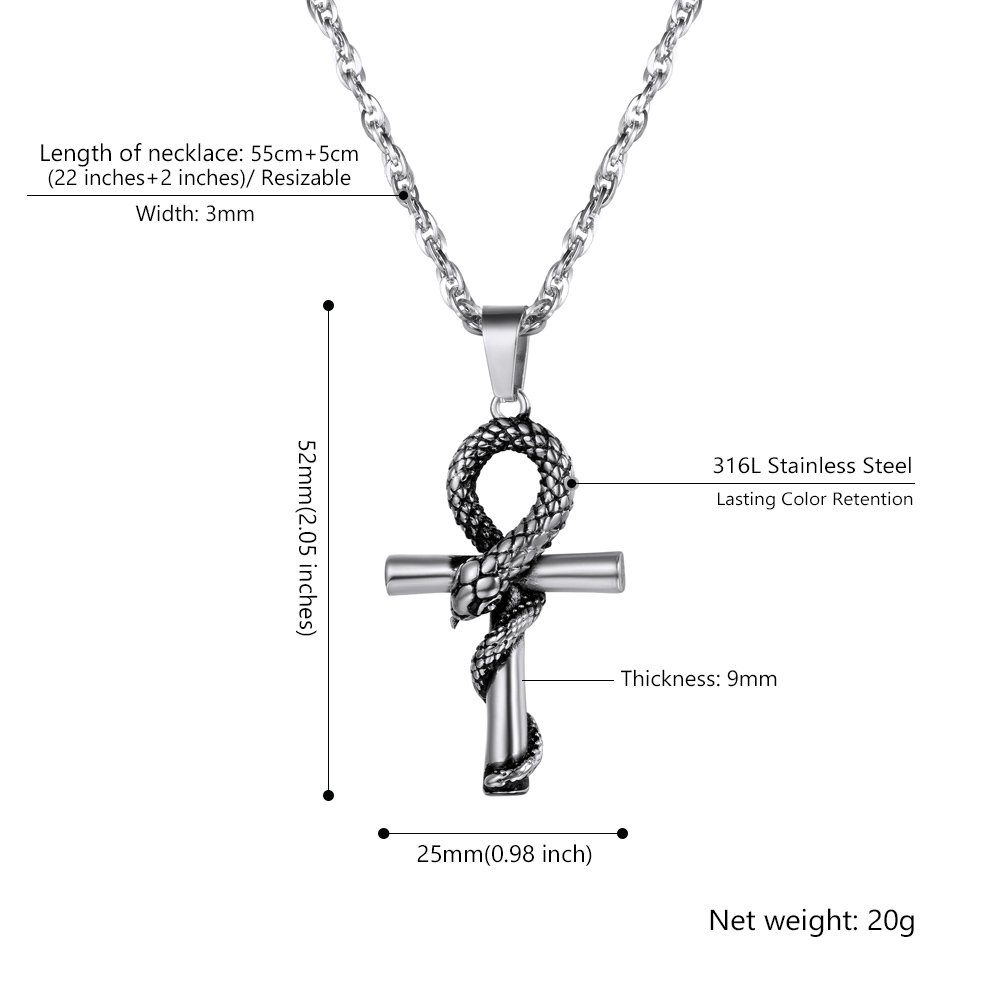 Length of necklace: 55cm+5cm
(22 inches+2 inches)/ Resizable
Width: 3mm
52mm(2.05 inches)
316L Stainless Steel
Lasting Color Retention
Thickness: 9mm
25mm(0.98 inch)
Net weight: 20g